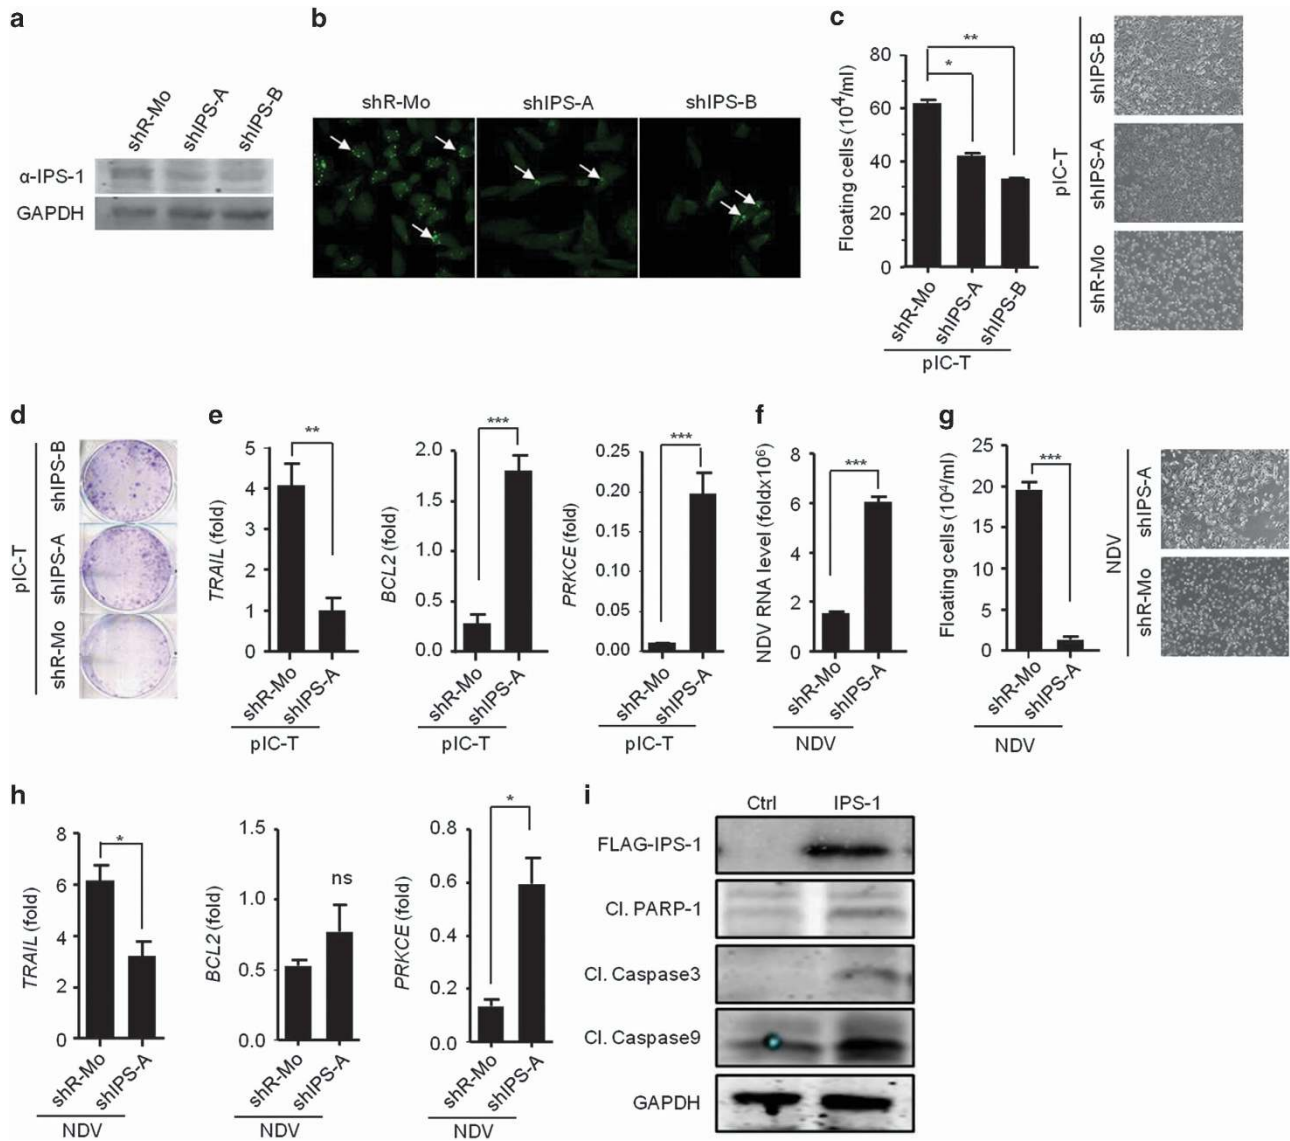 a
shR-Mo
shIPS-A
shIPS-B
α-IPS-1
GAPDH
b
shR-Mo
shIPS-A
shIPS-B
c
Floating cells (10⁴/ml)
80
60
40
20
0
*
**
shR-Mo
shIPS-A
shIPS-B
pIC-T
pIC-T
shIPS-B
shIPS-A
shR-Mo
d
pIC-T
shIPS-B
shIPS-A
shR-Mo
e
TRAIL (fold)
5
4
3
2
1
0
**
shR-Mo
shIPS-A
pIC-T
BCL2 (fold)
2.0
1.5
1.0
0.5
0.0
***
shR-Mo
shIPS-A
pIC-T
PRKCE (fold)
0.25
0.20
0.15
0.10
0.05
0.00
***
shR-Mo
shIPS-A
pIC-T
f
NDV RNA level (foldx10⁶)
8
6
4
2
0
***
shR-Mo
shIPS-A
NDV
g
Floating cells (10⁴/ml)
25
20
15
10
5
0
***
shR-Mo
shIPS-A
NDV
NDV
shIPS-A
shR-Mo
h
TRAIL (fold)
8
6
4
2
0
*
shR-Mo
shIPS-A
NDV
BCL2 (fold)
1.5
1.0
0.5
0.0
ns
shR-Mo
shIPS-A
NDV
PRKCE (fold)
0.8
0.6
0.4
0.2
0.0
*
shR-Mo
shIPS-A
NDV
i
Ctrl IPS-1
FLAG-IPS-1
Cl. PARP-1
Cl. Caspase3
Cl. Caspase9
GAPDH